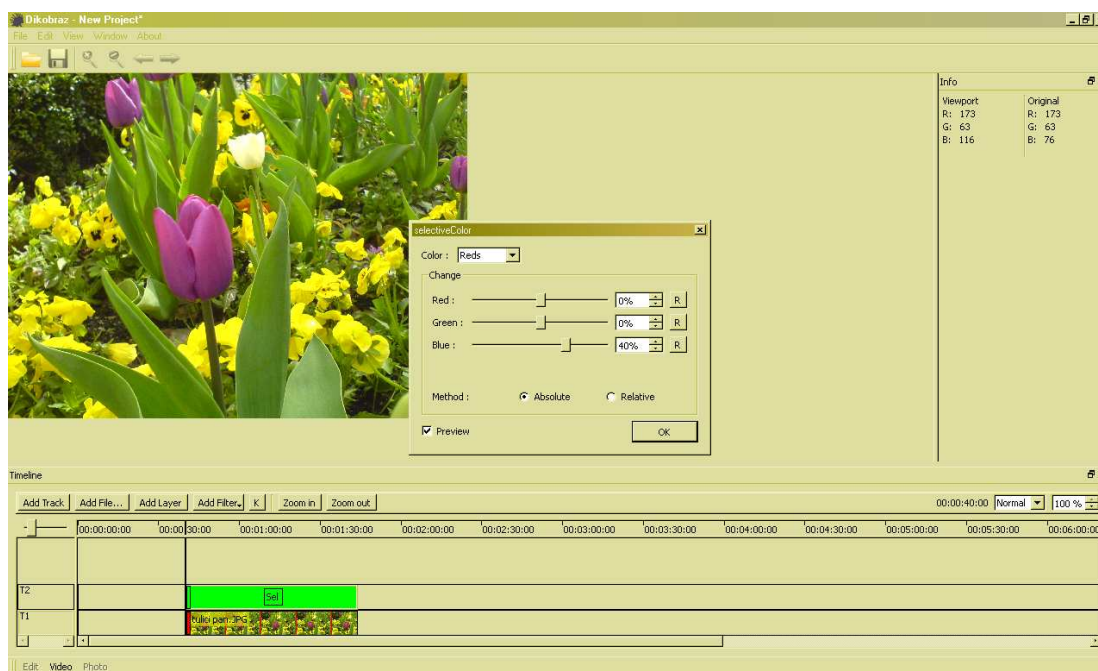 Dikobraz - New Project*
File Edit View Window About
Info
Viewport Original
R: 173 R: 173
G: 63 G: 63
B: 116 B: 76
selectiveColor
Color : Reds
Change
Red : 0% R
Green : 0% R
Blue : 40% R
Method : Absolute Relative
Preview OK
Timeline
Add Track Add File... Add Layer Add Filter K Zoom in Zoom out 00:00:40:00 Normal 100 %
00:00:00:00 00:00:30:00 00:01:00:00 00:01:30:00 00:02:00:00 00:02:30:00 00:03:00:00 00:03:30:00 00:04:00:00 00:04:30:00 00:05:00:00 00:05:30:00 00:06:00:00
T2 Sel
T1 tulici pan.JPG
Edit Video Photo